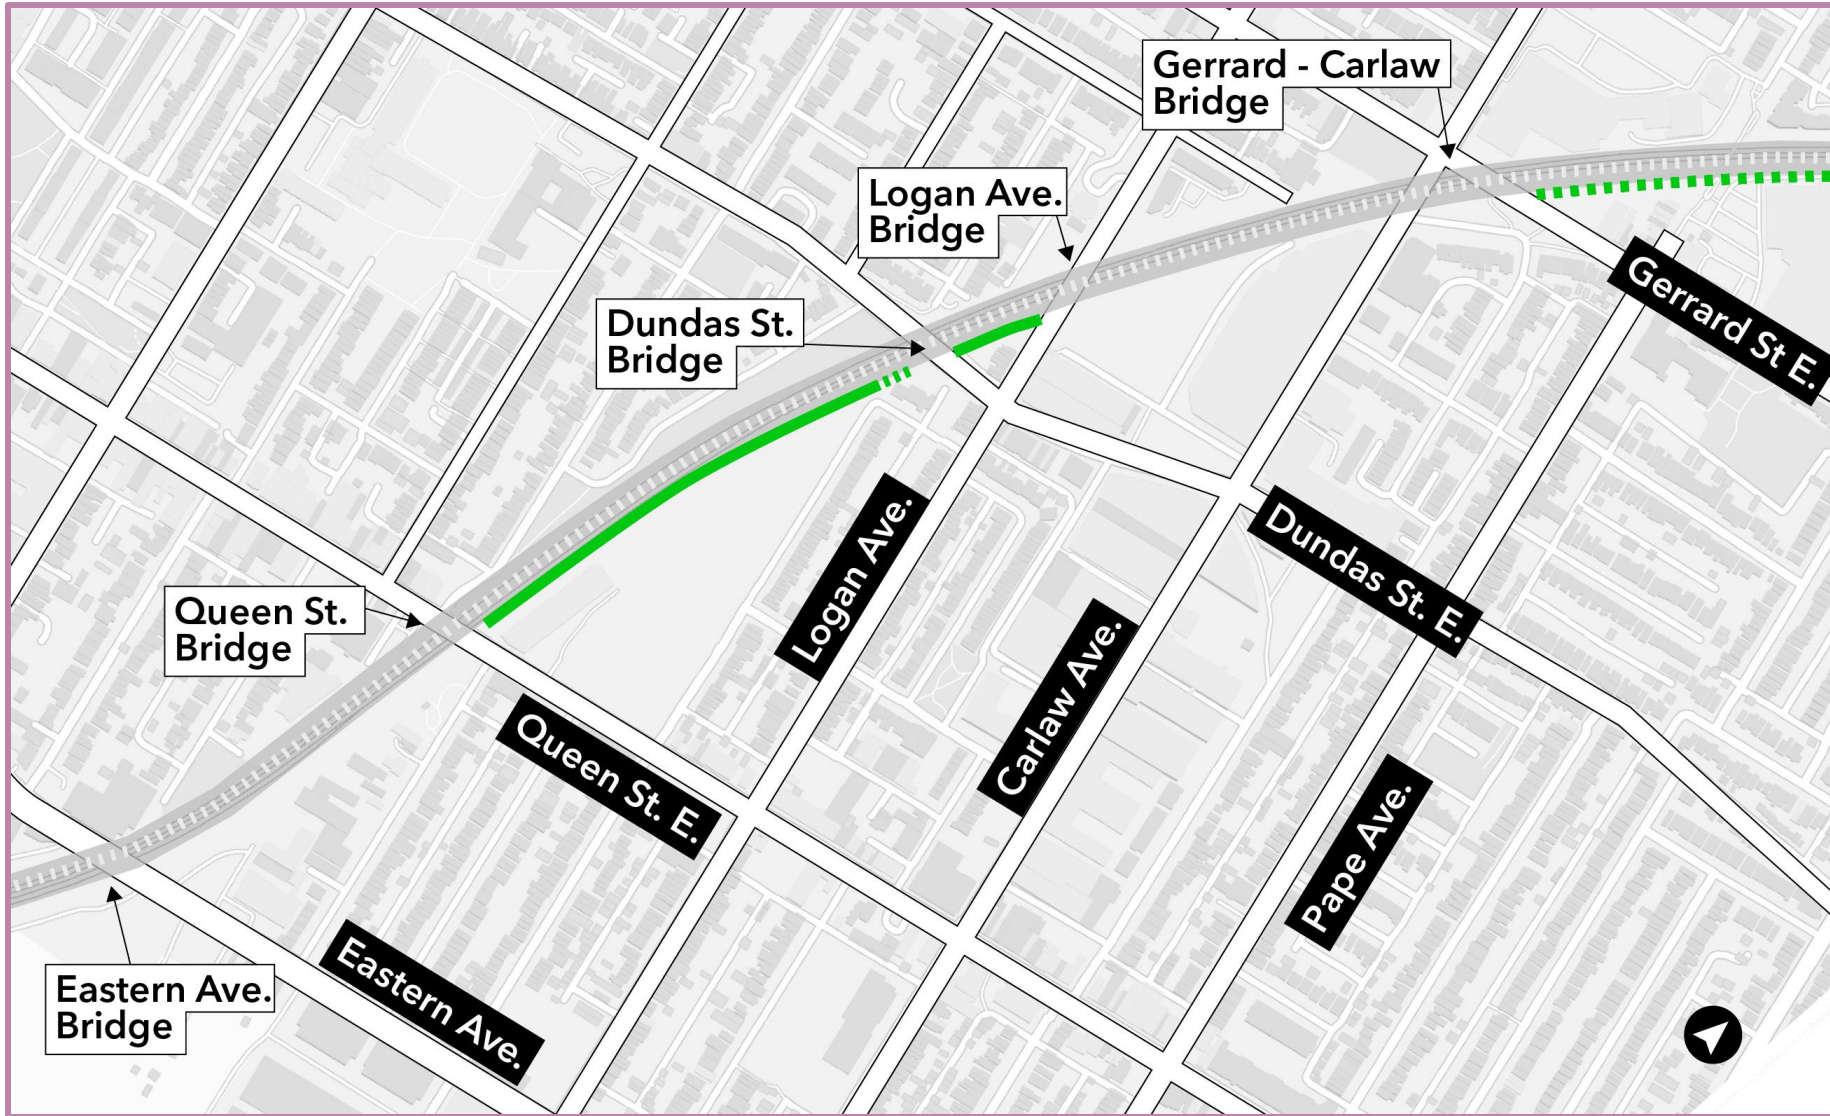 Gerrard - Carlaw
Bridge
Logan Ave.
Bridge
Dundas St.
Bridge
Gerrard St E.
Logan Ave.
Dundas St. E.
Queen St.
Bridge
Carlaw Ave.
Queen St. E.
Pape Ave.
Eastern Ave.
Bridge
Eastern Ave.